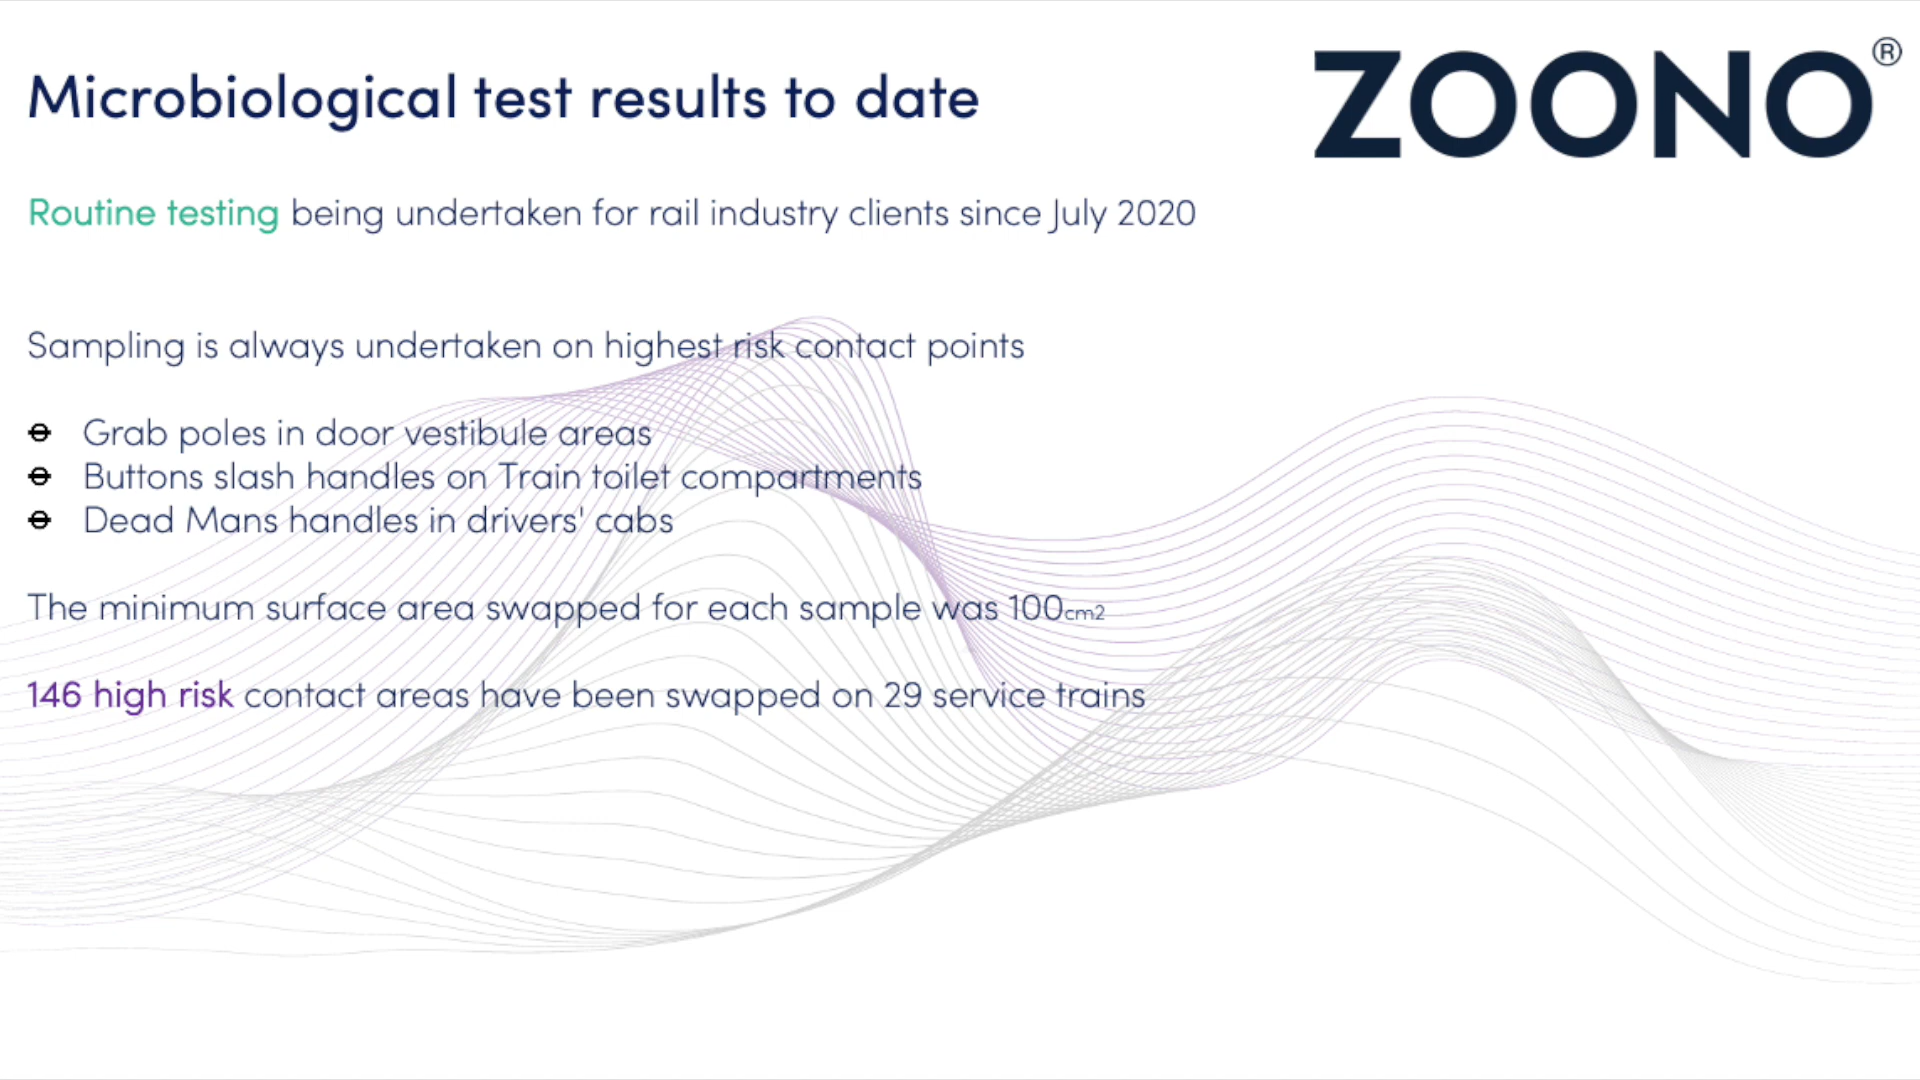 Microbiological test results to date
ZOONO®
Routine testing being undertaken for rail industry clients since July 2020
Sampling is always undertaken on highest risk contact points
Grab poles in door vestibule areas
Buttons slash handles on Train toilet compartments
Dead Mans handles in drivers' cabs
The minimum surface area swapped for each sample was 100cm2
146 high risk contact areas have been swapped on 29 service trains